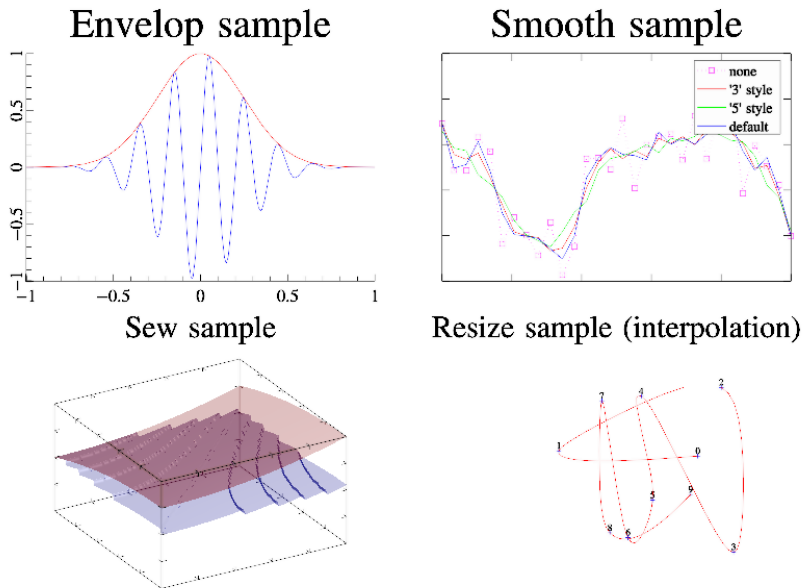 Envelop sample
1
0.5
0
−0.5
−1
−1
−0.5
0
0.5
1
Smooth sample
none
'3' style
'5' style
default
Sew sample
Resize sample (interpolation)
7
4
2
1
0
5
9
8
6
3